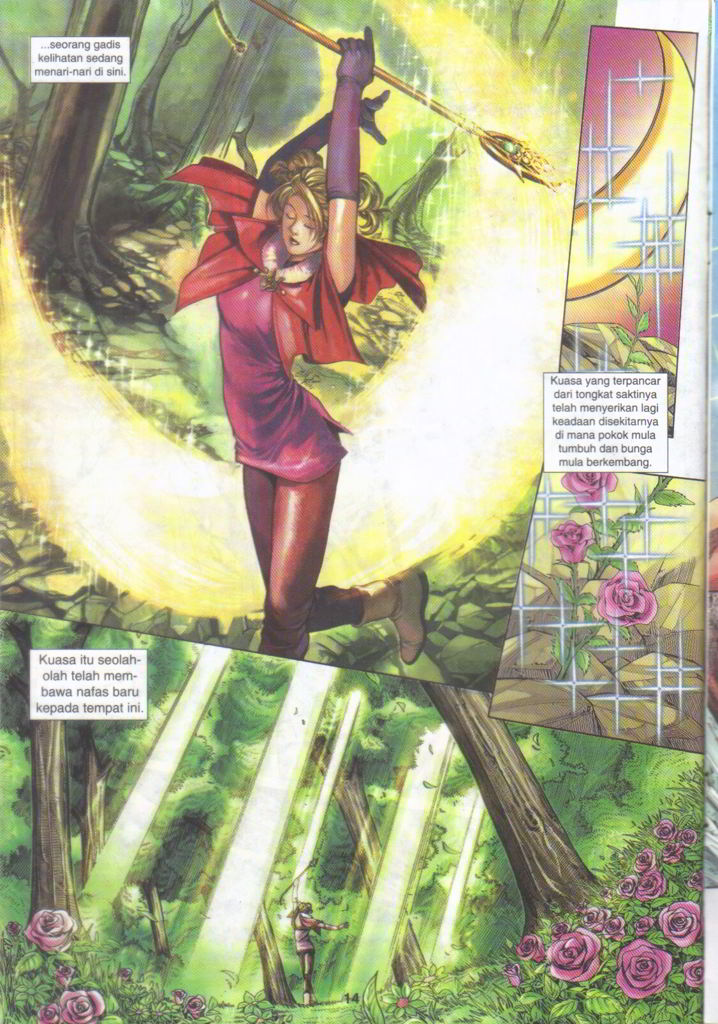 ...seorang gadis
kelihatan sedang
menari-nari di sini.
Kuasa yang terpancar
dari tongkat saktinya
telah menyerikan lagi
keadaan disekitarnya
di mana pokok mula
tumbuh dan bunga
mula berkembang.
Kuasa itu seolah-
olah telah mem-
bawa nafas baru
kepada tempat ini.
14